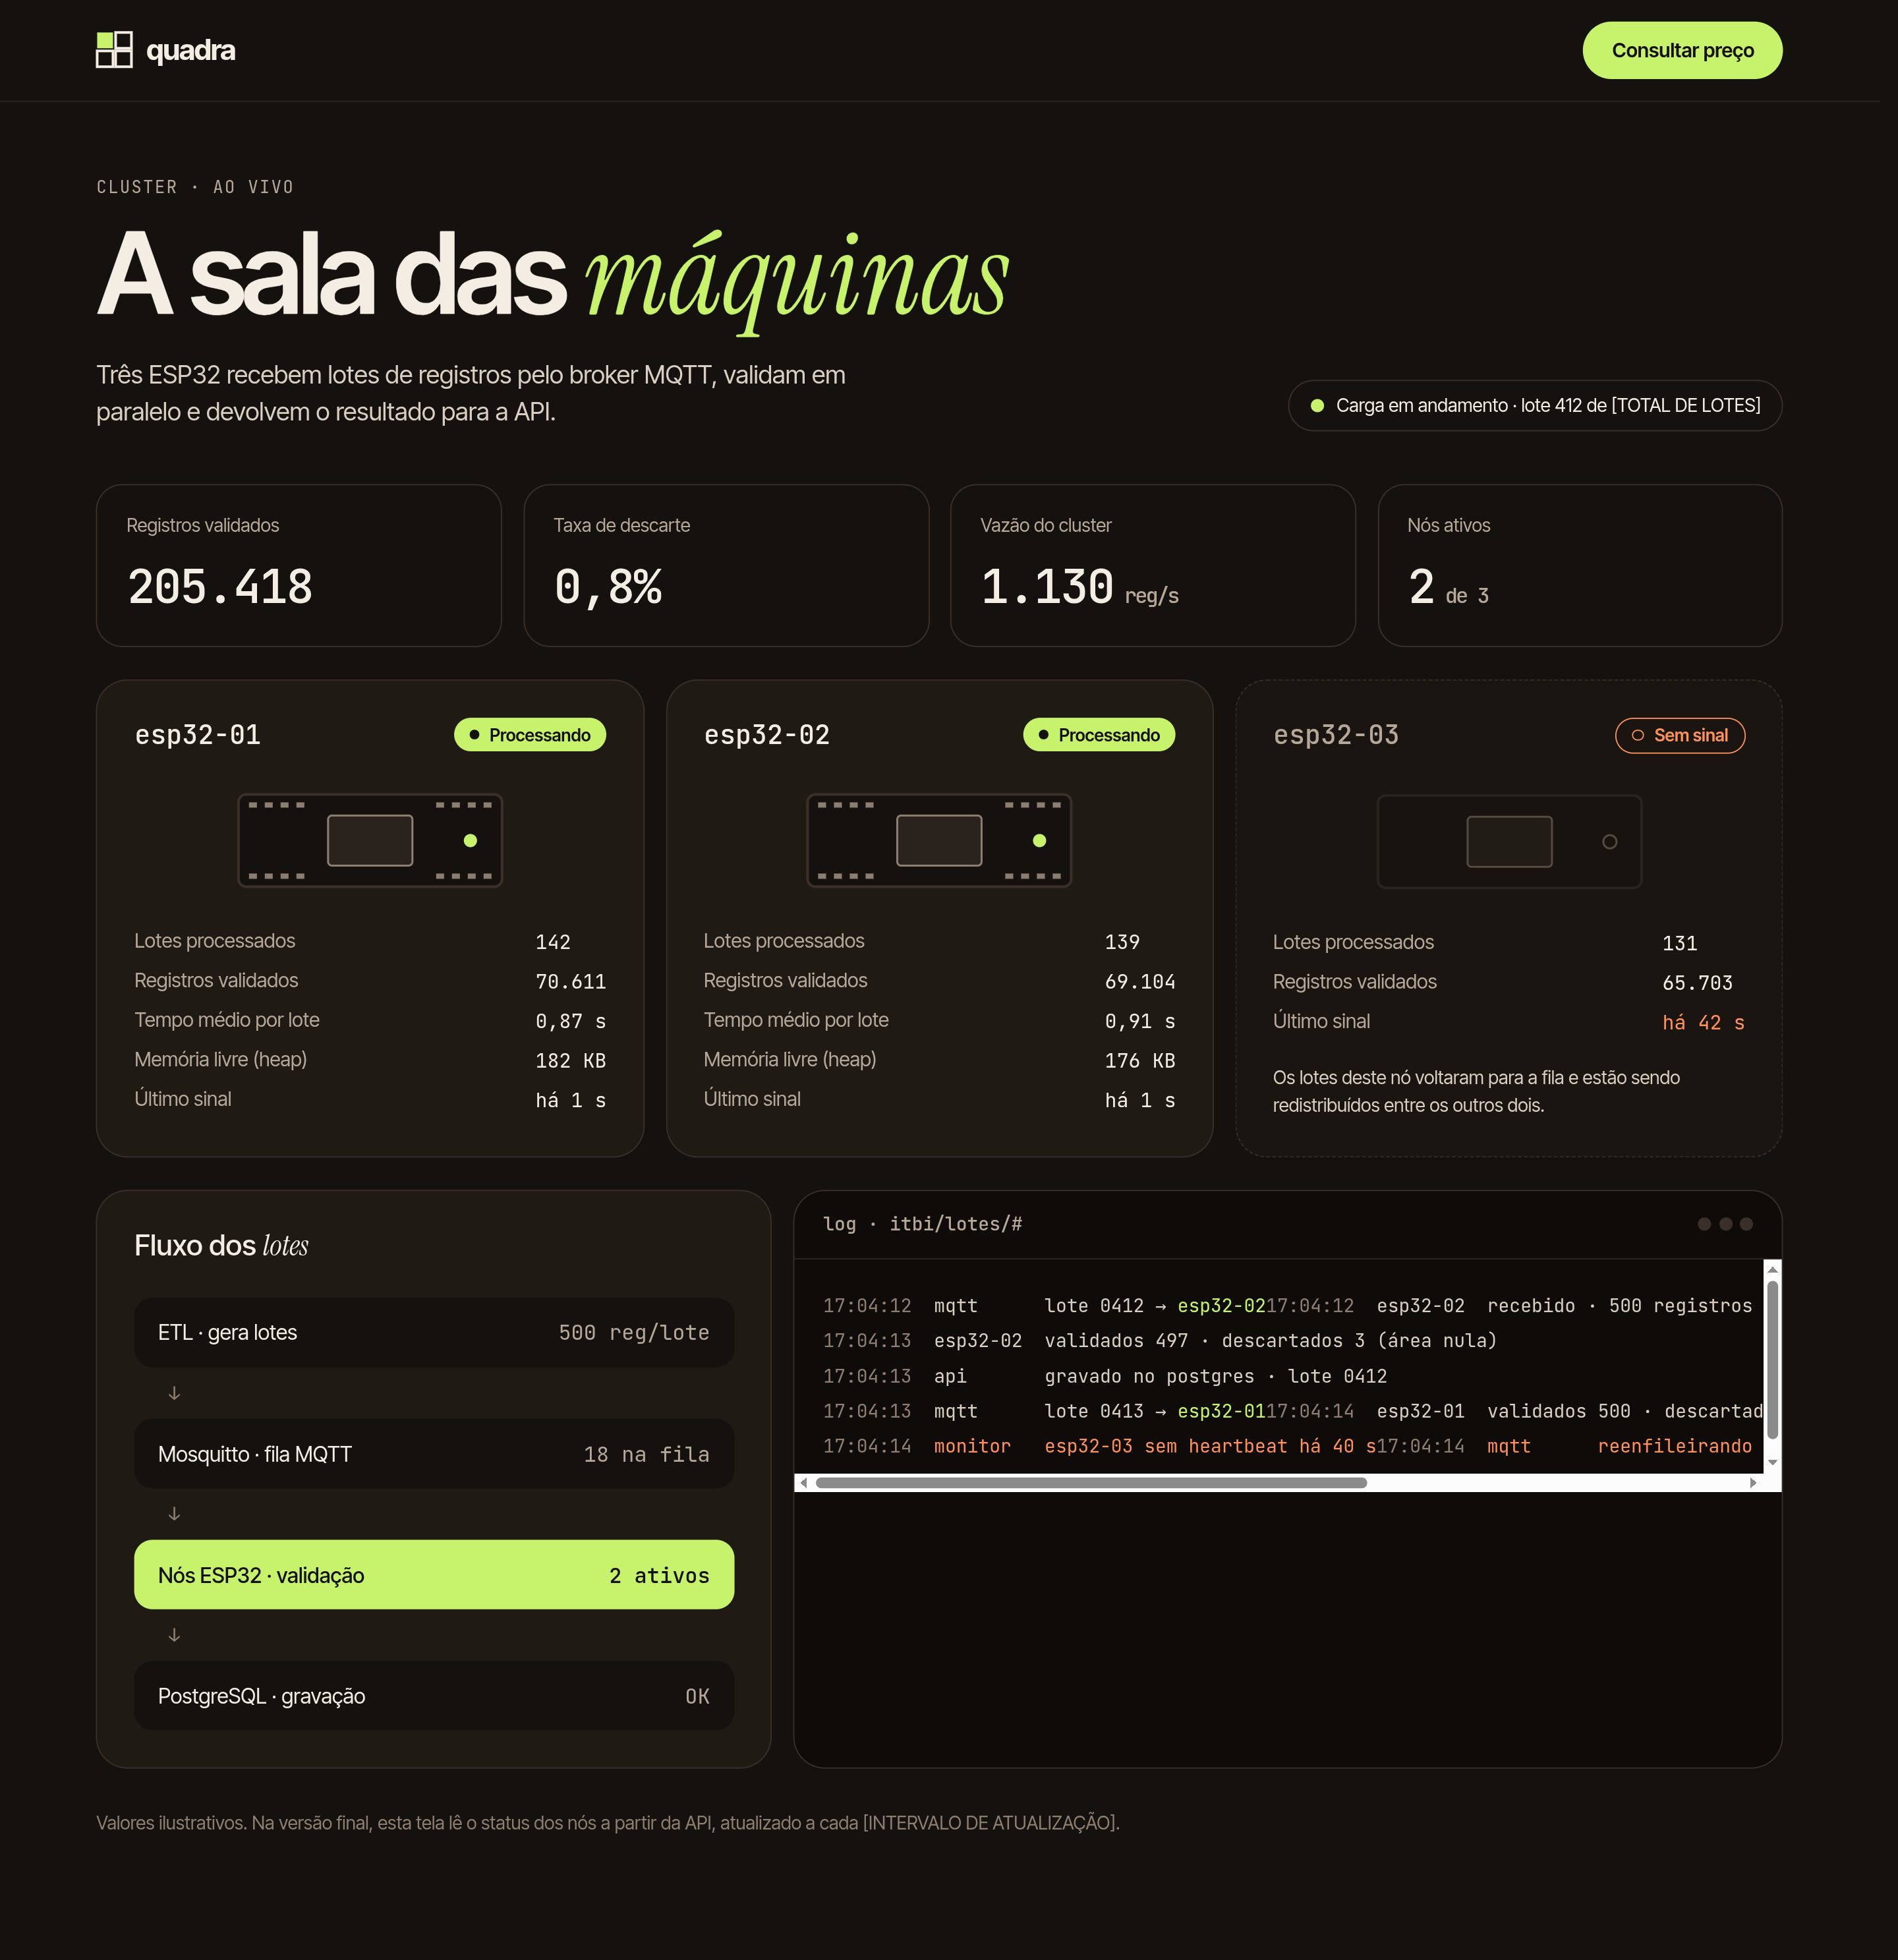 quadra
Consultar preço
CLUSTER · AO VIVO
A sala das máquinas
Três ESP32 recebem lotes de registros pelo broker MQTT, validam em
paralelo e devolvem o resultado para a API.
Carga em andamento · lote 412 de [TOTAL DE LOTES]
Registros validados
205.418
Taxa de descarte
0,8%
Vazão do cluster
1.130 reg/s
Nós ativos
2 de 3
esp32-01
Processando
Lotes processados 142
Registros validados 70.611
Tempo médio por lote 0,87 s
Memória livre (heap) 182 KB
Último sinal há 1 s
esp32-02
Processando
Lotes processados 139
Registros validados 69.104
Tempo médio por lote 0,91 s
Memória livre (heap) 176 KB
Último sinal há 1 s
esp32-03
Sem sinal
Lotes processados 131
Registros validados 65.703
Último sinal há 42 s
Os lotes deste nó voltaram para a fila e estão sendo
redistribuídos entre os outros dois.
Fluxo dos lotes
ETL · gera lotes 500 reg/lote
↓
Mosquitto · fila MQTT 18 na fila
↓
Nós ESP32 · validação 2 ativos
↓
PostgreSQL · gravação OK
log · itbi/lotes/#
17:04:12 mqtt lote 0412 → esp32-0217:04:12 esp32-02 recebido · 500 registros
17:04:13 esp32-02 validados 497 · descartados 3 (área nula)
17:04:13 api gravado no postgres · lote 0412
17:04:13 mqtt lote 0413 → esp32-0117:04:14 esp32-01 validados 500 · descartad
17:04:14 monitor esp32-03 sem heartbeat há 40 s17:04:14 mqtt reenfileirando
Valores ilustrativos. Na versão final, esta tela lê o status dos nós a partir da API, atualizado a cada [INTERVALO DE ATUALIZAÇÃO].